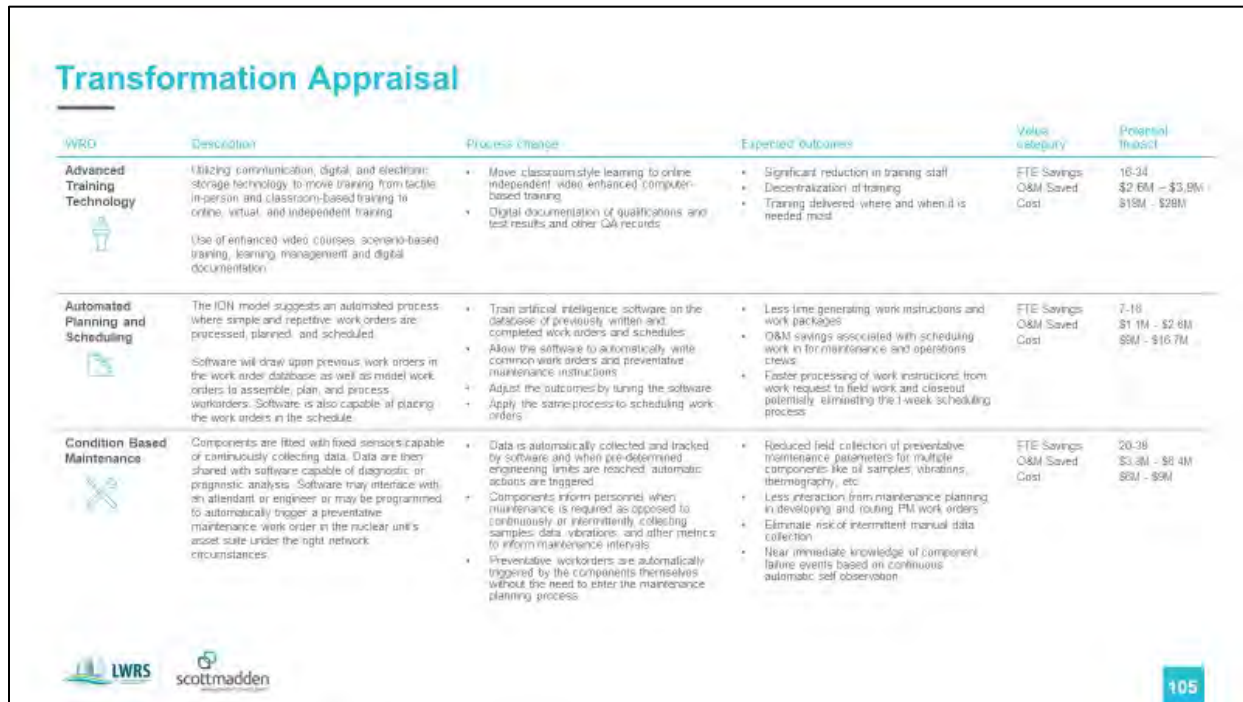 Transformation Appraisal
WRO
Description
Process change
Expected outcomes
Value
category
Potential
Impact
Advanced
Training
Technology
Utilizing communication, digital, and electronic
storage technology to move training from tactile
in-person and classroom-based training to
online, virtual, and independent training
Use of enhanced video courses, scenario-based
training, learning management and digital
documentation
• Move classroom style learning to online
independent video enhanced computer-
based training
• Digital documentation of qualifications and
test results and other QA records
• Significant reduction in training staff
• Decentralization of training
• Training delivered where and when it is
needed most
FTE Savings
O&M Saved
Cost
16-34
$2.6M – $3.9M
$18M - $28M
Automated
Planning and
Scheduling
The ION model suggests an automated process
where simple and repetitive work orders are
processed, planned, and scheduled
Software will draw upon previous work orders in
the work order database as well as model work
orders to assemble, plan, and process
workorders. Software is also capable of placing
the work orders in the schedule
• Train artificial intelligence software on the
database of previously written and
completed work orders and schedules
• Allow the software to automatically write
common work orders and preventative
maintenance instructions
• Adjust the outcomes by tuning the software
• Apply the same process to scheduling work
orders
• Less time generating work instructions and
work packages
• O&M savings associated with scheduling
work in for maintenance and operations
crews
• Faster processing of work instructions from
work request to field work and closeout
potentially eliminating the t-week scheduling
process
FTE Savings
O&M Saved
Cost
$1.1M - $2.6M
$9M - $16.7M
Condition Based
Maintenance
Components are fitted with fixed sensors capable
of continuously collecting data. Data are then
shared with software capable of diagnostic or
prognostic analysis. Software may interface with
an attendant or engineer or may be programmed
to automatically trigger a preventative
maintenance work order in the nuclear unit's
asset suite under the right network
circumstances
• Data is automatically collected and tracked
by software and when pre-determined
engineering limits are reached, automatic
actions are triggered
• Components inform personnel when
maintenance is required as opposed to
continuously or intermittently collecting
samples, data, vibrations, and other metrics
to inform maintenance intervals
• Preventative workorders are automatically
triggered by the components themselves
without the need to enter the maintenance
planning process
• Reduced field collection of preventative
maintenance parameters for multiple
components like oil samples, vibrations,
thermography, etc
• Less interaction from maintenance planning
in developing and routing PM work orders
• Eliminate risk of intermittent manual data
collection
• Near immediate knowledge of component
failure events based on continuous
automatic self observation
FTE Savings
O&M Saved
Cost
$6M - $9M
LWRS
scottmadden
105